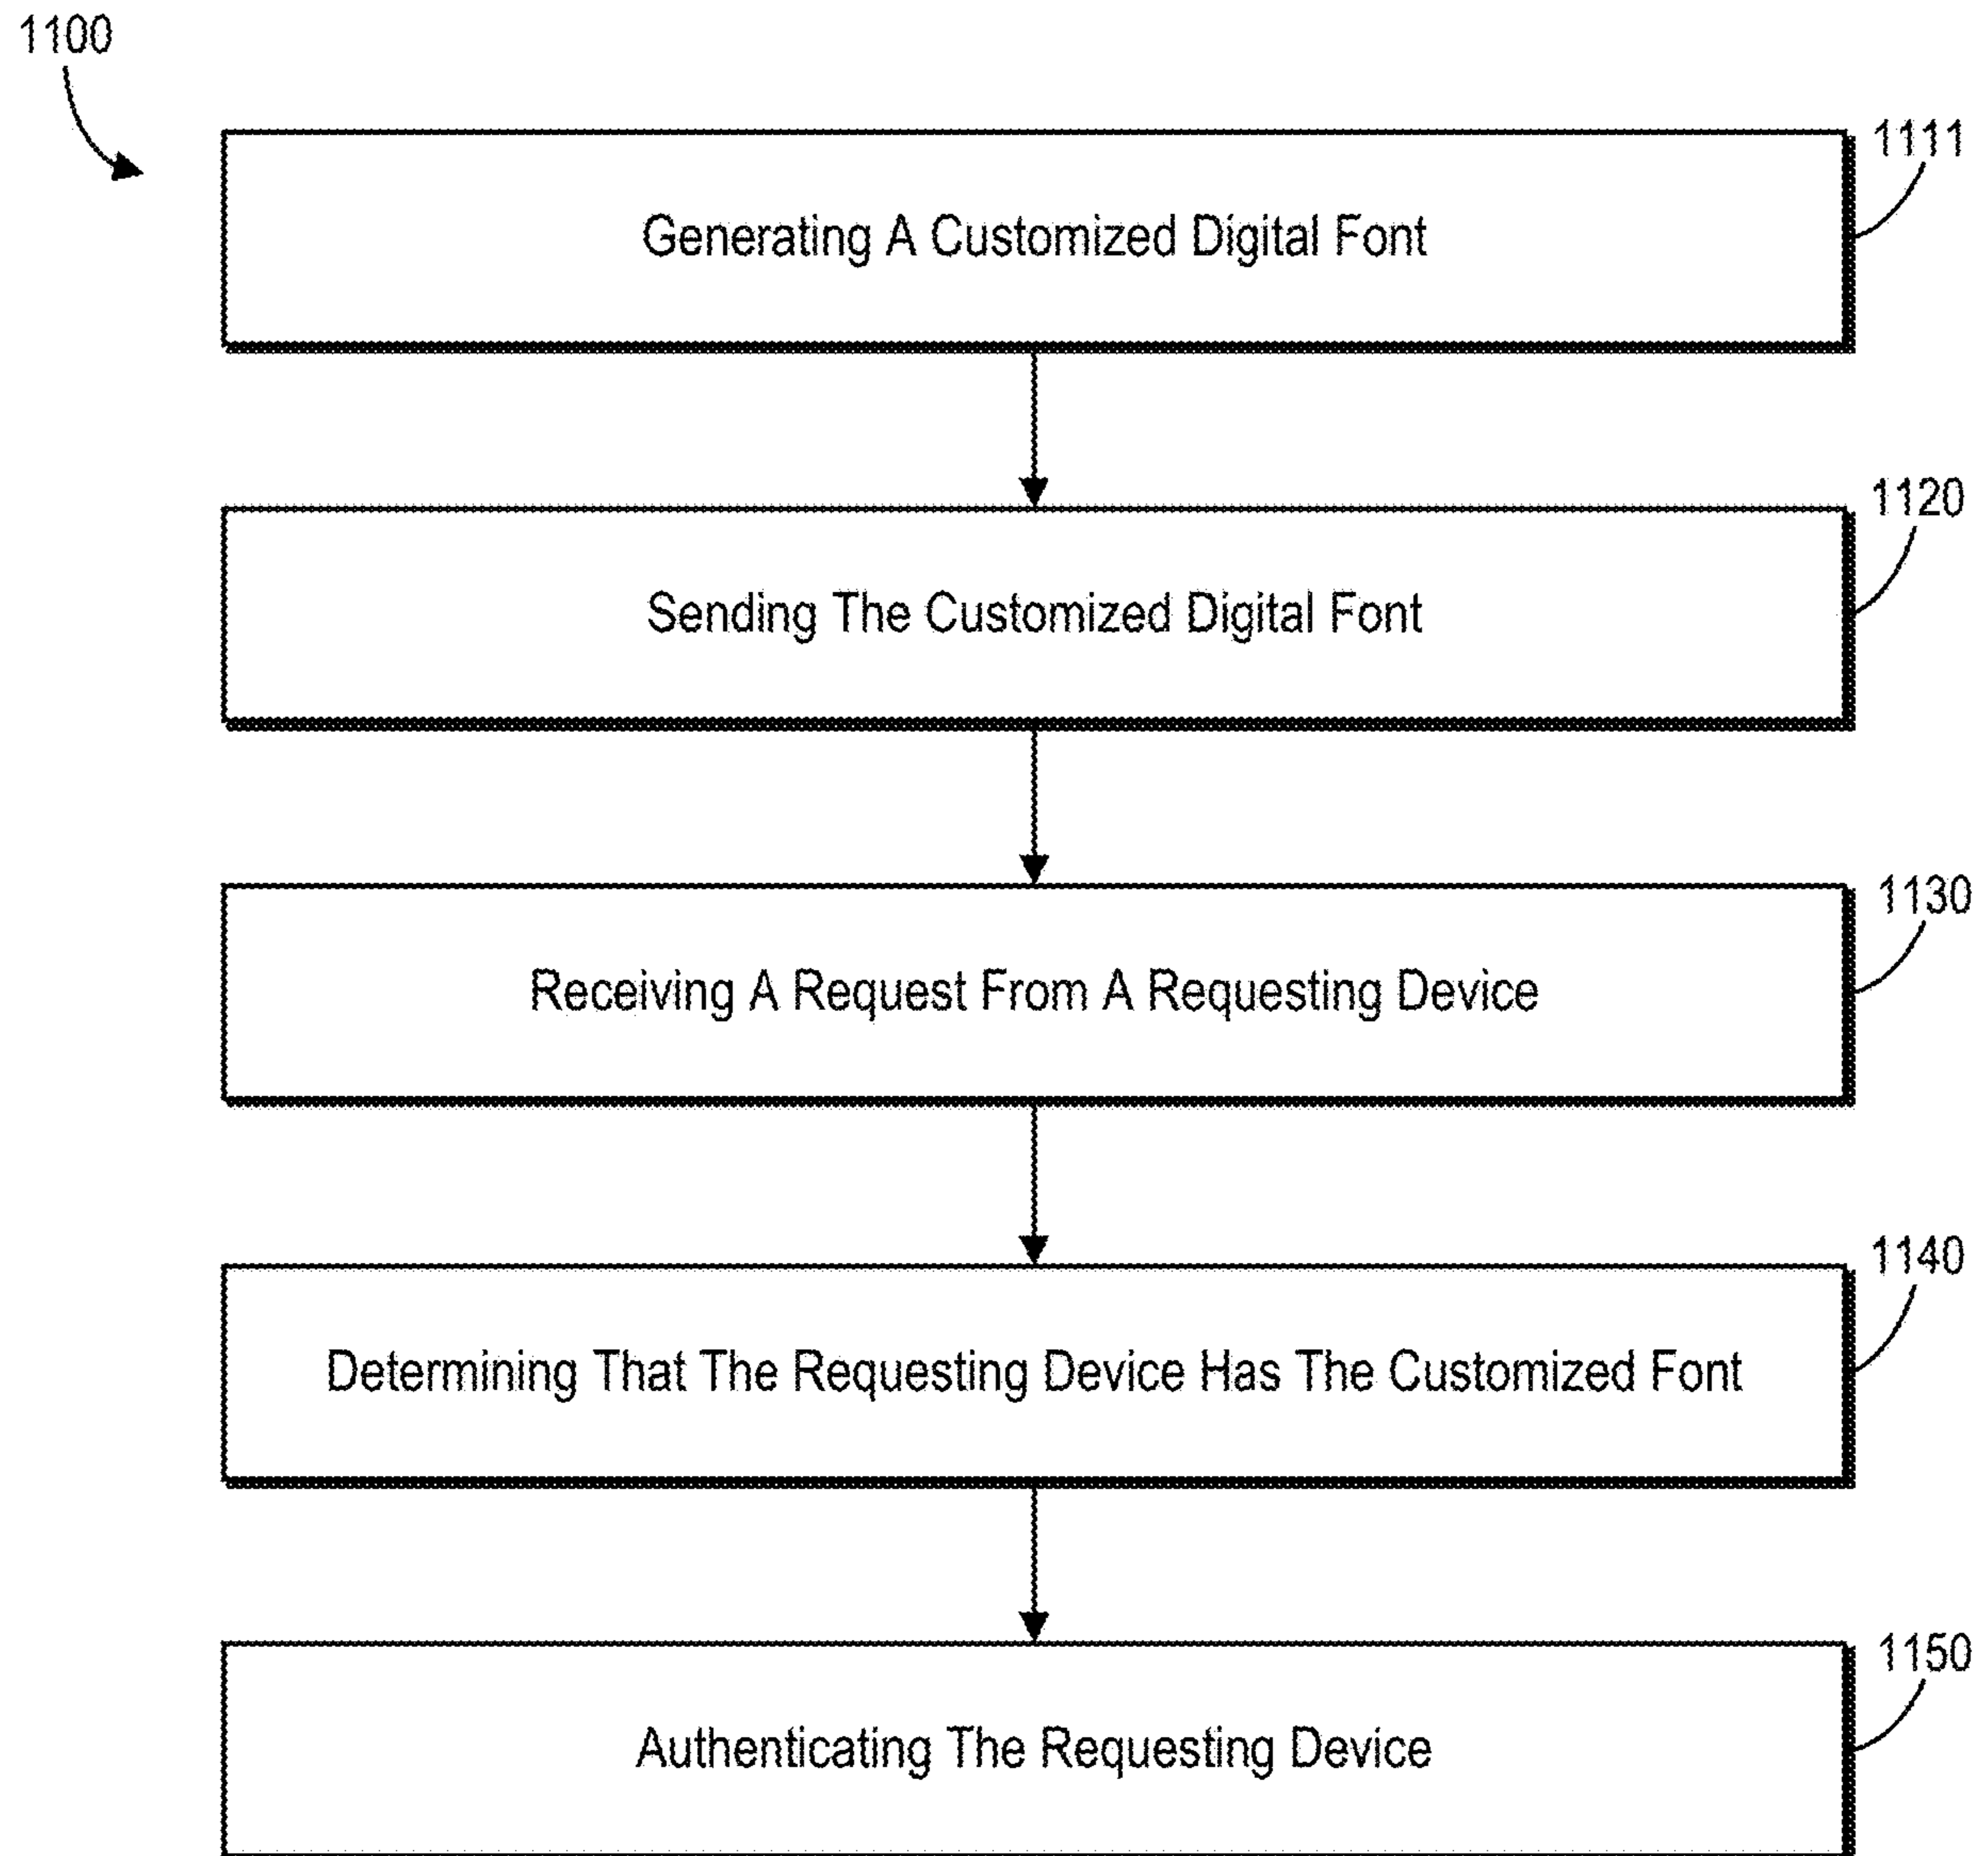 1100
1111
Generating A Customized Digital Font
1120
Sending The Customized Digital Font
1130
Receiving A Request From A Requesting Device
1140
Determining That The Requesting Device Has The Customized Font
1150
Authenticating The Requesting Device